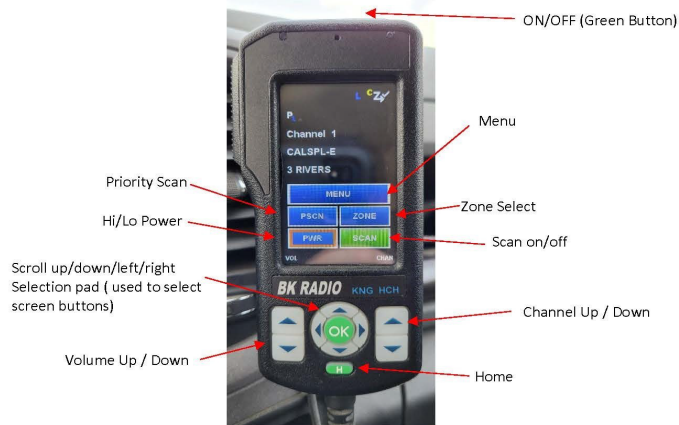 ON/OFF (Green Button)
L CZ
P
Channel 1
CALSPL-E
3 RIVERS
MENU
PSCN ZONE
PWR SCAN
VOL CHAN
BK RADIO KNG HCH
OK
H
Menu
Priority Scan
Zone Select
Hi/Lo Power
Scan on/off
Scroll up/down/left/right
Selection pad ( used to select
screen buttons)
Channel Up / Down
Volume Up / Down
Home